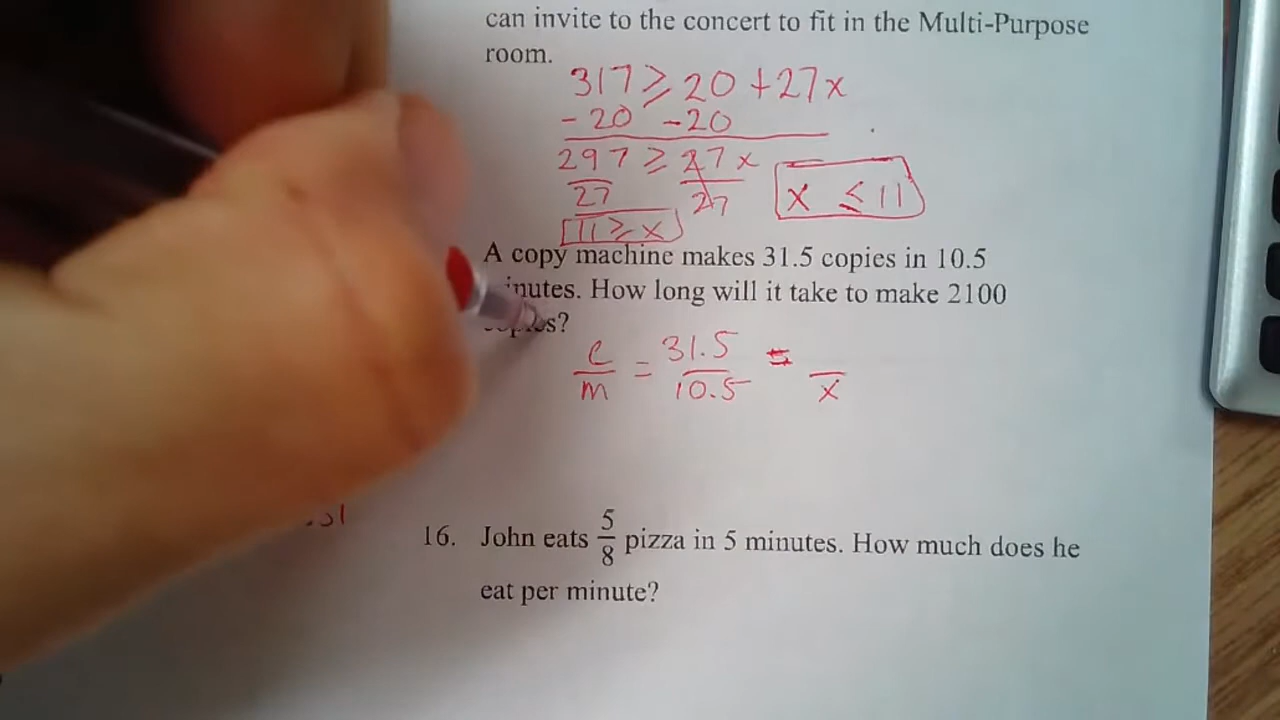 can invite to the concert to fit in the Multi-Purpose
room.
317 ≥ 20 + 27x
- 20 -20
297 ≥ 27x
27 27
11 ≥ x
x ≤ 11
A copy machine makes 31.5 copies in 10.5
minutes. How long will it take to make 2100
copies?
c/m = 31.5/10.5 = /x
16. John eats 5/8 pizza in 5 minutes. How much does he
eat per minute?